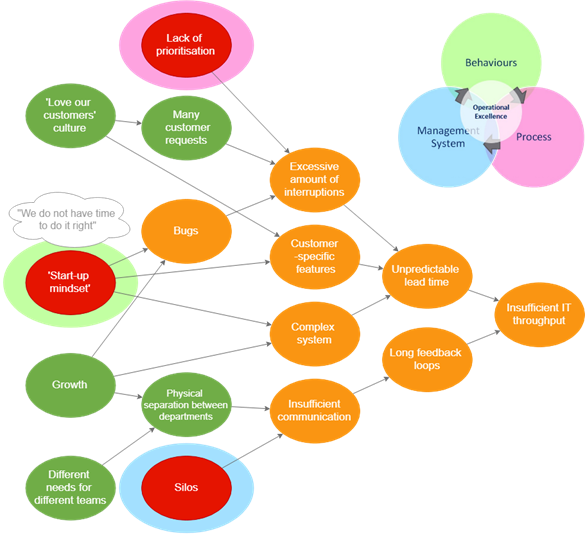 Lack of
prioritisation
Behaviours
Operational
Excellence
Management
System
Process
'Love our
customers'
culture'
Many
customer
requests
Excessive
amount of
interruptions
"We do not have time
to do it right"
Bugs
Customer
-specific
features
'Start-up
mindset'
Unpredictable
lead time
Insufficient IT
throughput
Complex
system
Long feedback
loops
Growth
Physical
separation between
departments
Insufficient
communication
Different
needs for
different teams
Silos